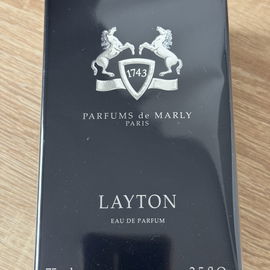 1743
PARFUMS de MARLY
PARIS
LAYTON
EAU DE PARFUM